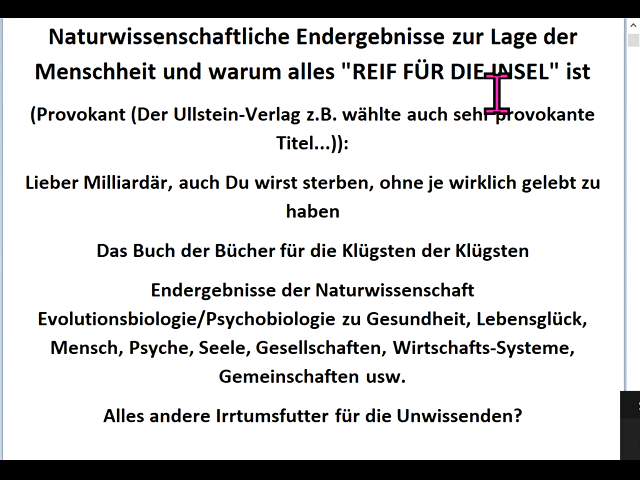 Naturwissenschaftliche Endergebnisse zur Lage der
Menschheit und warum alles "REIF FÜR DIE INSEL" ist
(Provokant (Der Ullstein-Verlag z.B. wählte auch sehr provokante
Titel...)):
Lieber Milliardär, auch Du wirst sterben, ohne je wirklich gelebt zu
haben
Das Buch der Bücher für die Klügsten der Klügsten
Endergebnisse der Naturwissenschaft
Evolutionsbiologie/Psychobiologie zu Gesundheit, Lebensglück,
Mensch, Psyche, Seele, Gesellschaften, Wirtschafts-Systeme,
Gemeinschaften usw.
Alles andere Irrtumsfutter für die Unwissenden?